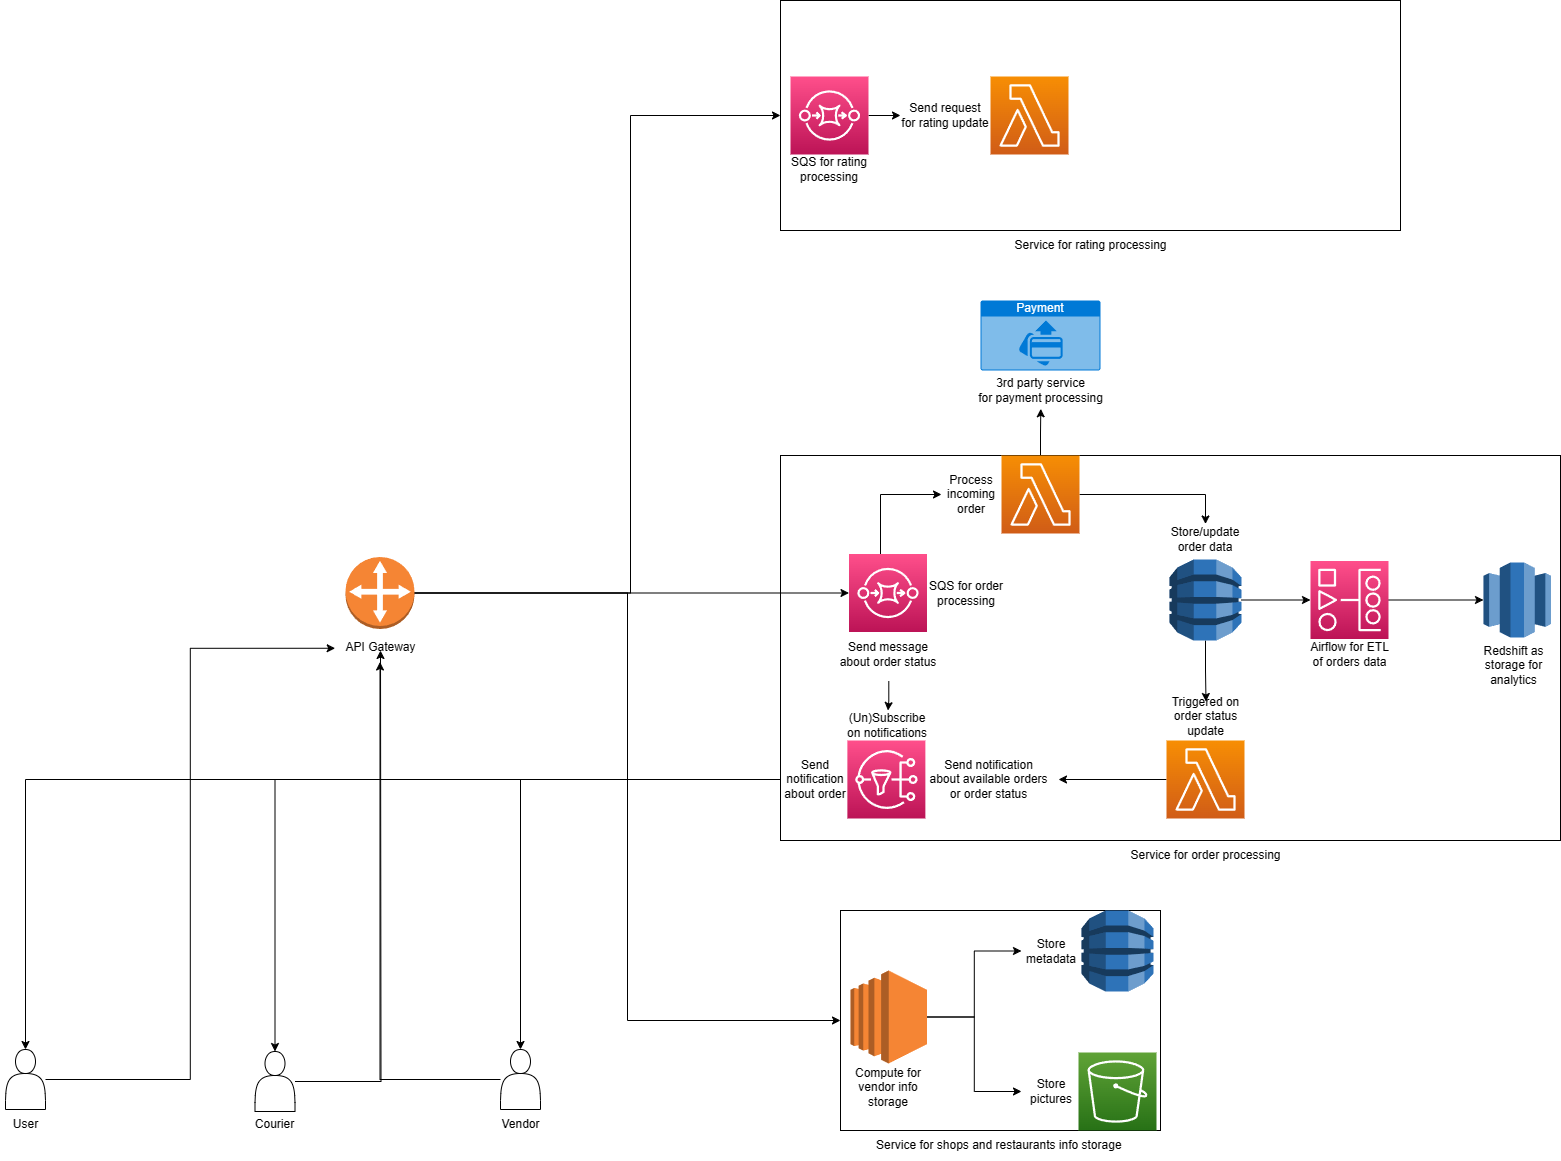 Send request
for rating update
SQS for rating
processing
Service for rating processing
Payment
3rd party service
for payment processing
Process
incoming
order
Store/update
order data
SQS for order
processing
API Gateway
Send message
about order status
Airflow for ETL
of orders data
Redshift as
storage for
analytics
(Un)Subscribe
on notifications
Triggered on
order status
update
Send
notification
about order
Send notification
about available orders
or order status
Service for order processing
Store
metadata
Compute for
vendor info
storage
Store
pictures
User
Courier
Vendor
Service for shops and restaurants info storage